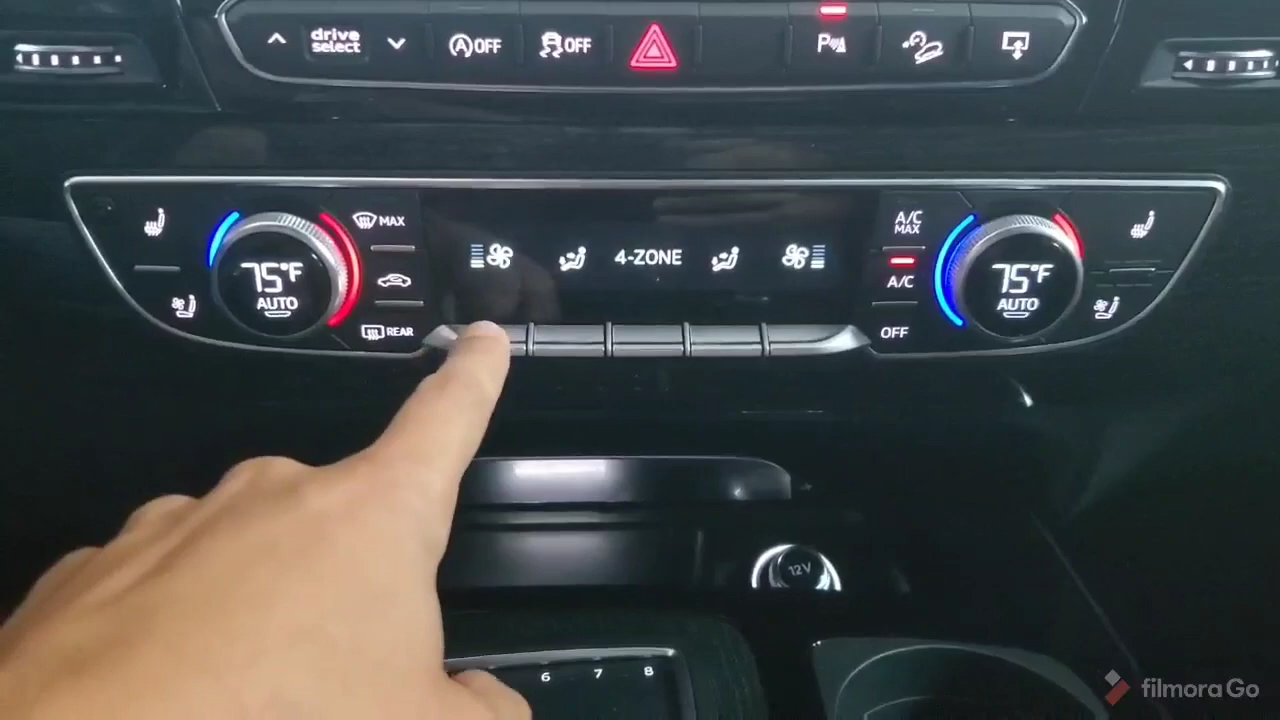 drive
select
OFF
OFF
P
MAX
75°F
AUTO
REAR
4-ZONE
A/C
MAX
A/C
OFF
75°F
AUTO
12V
6 7 8
filmoraGo